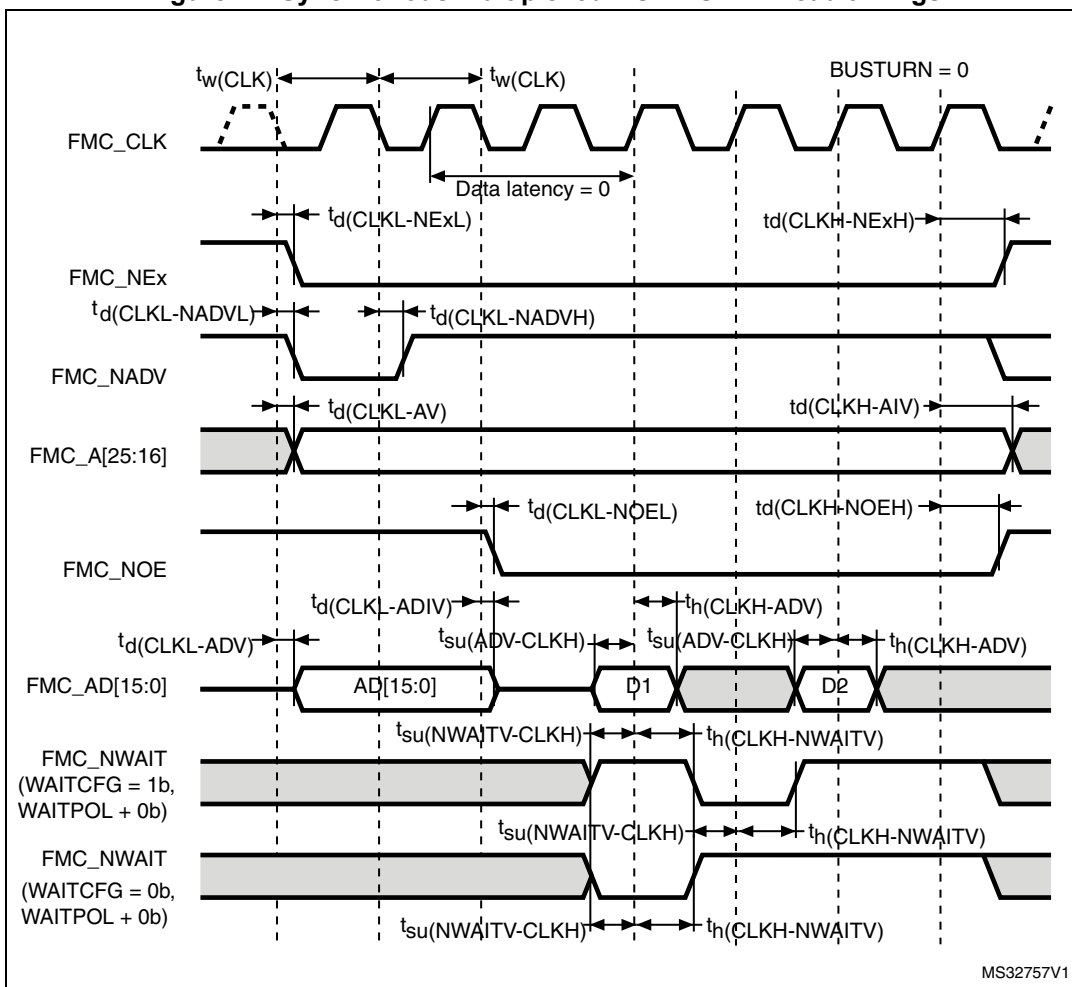 tw(CLK) tw(CLK) BUSTURN = 0
FMC_CLK
Data latency = 0
td(CLKL-NExL) td(CLKH-NExH)
FMC_NEx
td(CLKL-NADVL) td(CLKL-NADVH)
FMC_NADV
td(CLKL-AV) td(CLKH-AIV)
FMC_A[25:16]
td(CLKL-NOEL) td(CLKH-NOEH)
FMC_NOE
td(CLKL-ADIV) th(CLKH-ADV)
td(CLKL-ADV) tsu(ADV-CLKH) tsu(ADV-CLKH) th(CLKH-ADV)
FMC_AD[15:0] AD[15:0] D1 D2
tsu(NWAITV-CLKH) th(CLKH-NWAITV)
FMC_NWAIT
(WAITCFG = 1b,
WAITPOL + 0b)
tsu(NWAITV-CLKH) th(CLKH-NWAITV)
FMC_NWAIT
(WAITCFG = 0b,
WAITPOL + 0b)
tsu(NWAITV-CLKH) th(CLKH-NWAITV)
MS32757V1